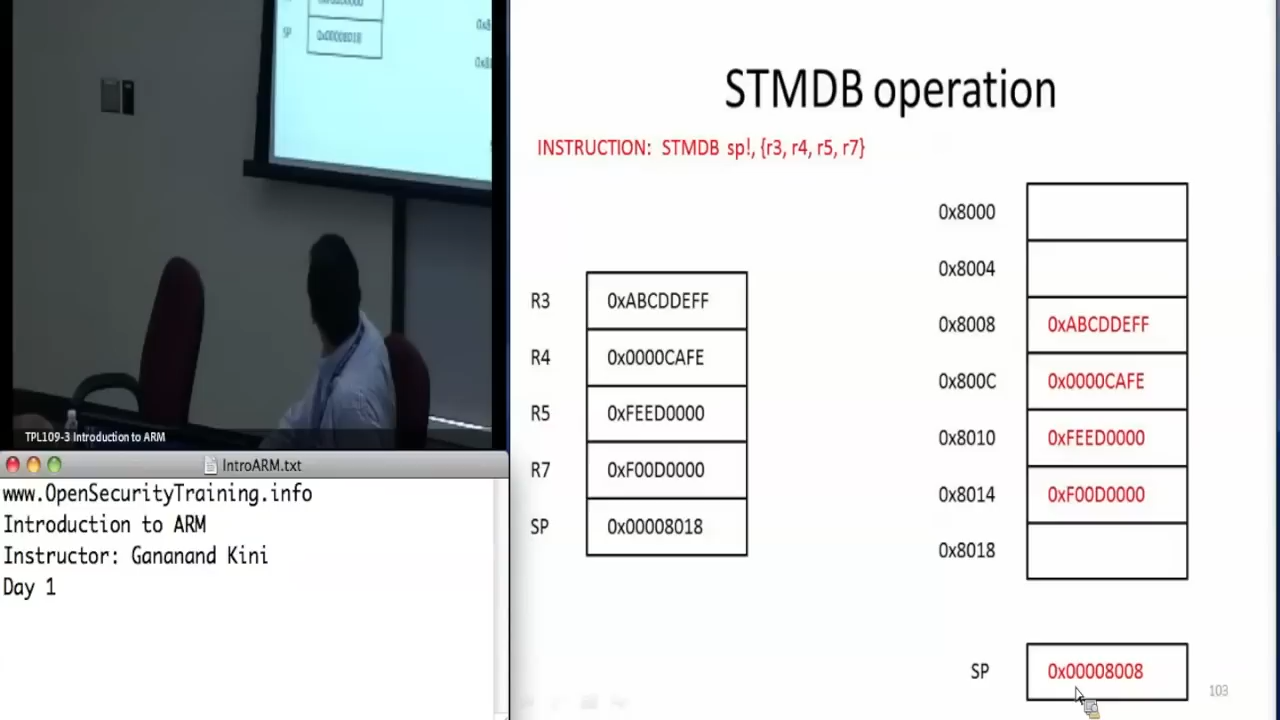 SP
0x00008018
TPL109-3 Introduction to ARM
IntroARM.txt
www.OpenSecurityTraining.info
Introduction to ARM
Instructor: Gananand Kini
Day 1
STMDB operation
INSTRUCTION: STMDB sp!, {r3, r4, r5, r7}
R3 0xABCDDEFF
R4 0x0000CAFE
R5 0xFEED0000
R7 0xF00D0000
SP 0x00008018
0x8000
0x8004
0x8008 0xABCDDEFF
0x800C 0x0000CAFE
0x8010 0xFEED0000
0x8014 0xF00D0000
0x8018
SP 0x00008008
103